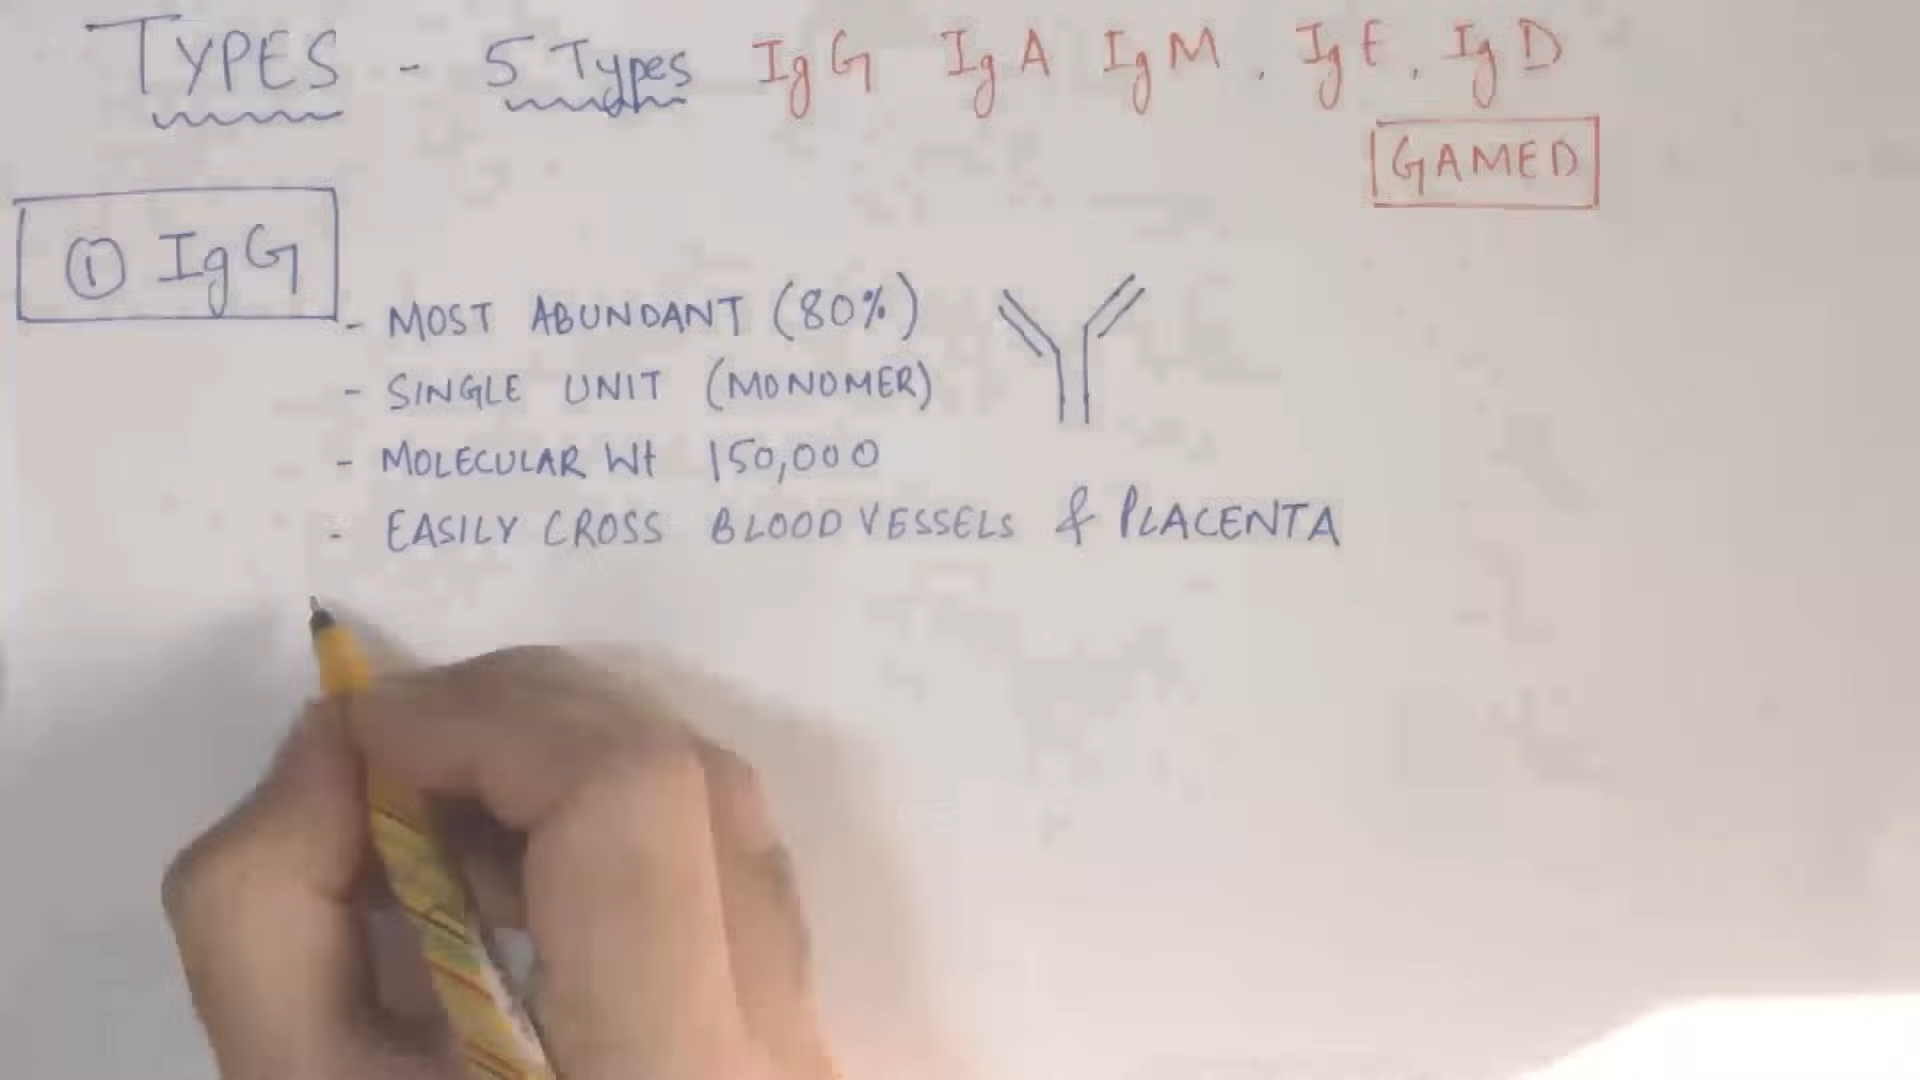 TYPES - 5 Types IgG IgA IgM, IgE, IgD
GAMED
① IgG
- MOST ABUNDANT (80%)
- SINGLE UNIT (MONOMER)
- MOLECULAR Wt 150,000
- EASILY CROSS BLOOD VESSELS & PLACENTA